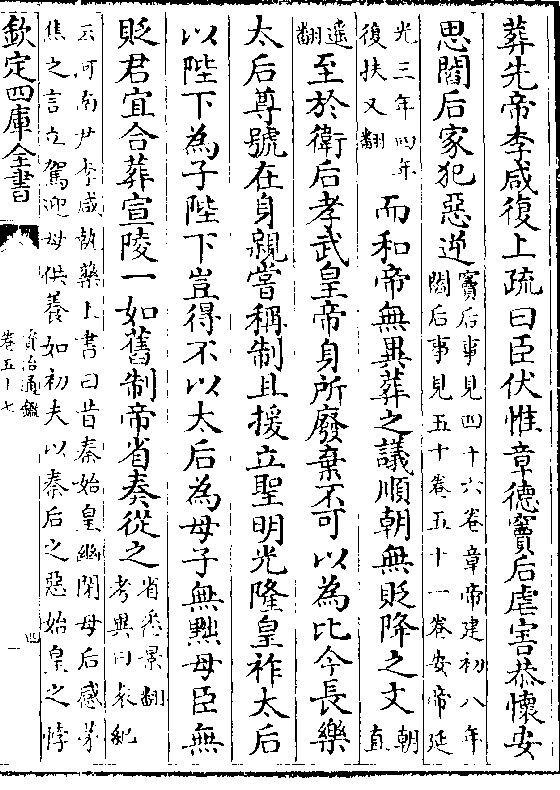 葬先帝李咸復上疏曰臣伏惟章德竇后虐害恭懷安
思閻后家犯惡逆竇后事見四十六卷章帝建初八年
閻后事見五十卷五十一卷安帝延
光三年四年
復扶又翻而和帝無異葬之議順朝無貶降之文朝
直
遥
翻至於衛后孝武皇帝身所廢棄不可以為比今長樂
太后尊號在身親嘗稱制且援立聖明光隆皇祚太后
以陛下為子陛下豈得不以太后為母子無黜母臣無
貶君宜合葬宣陵一如舊制帝省奏從之省悉景翻
考異曰袁紀
云河南尹李咸執藥上書曰昔秦始皇幽閉母后感茅
焦之言立駕迎母供養如初夫以秦后之惡始皇之悖
欽定四庫全書
資治通鑑
卷五十七
四